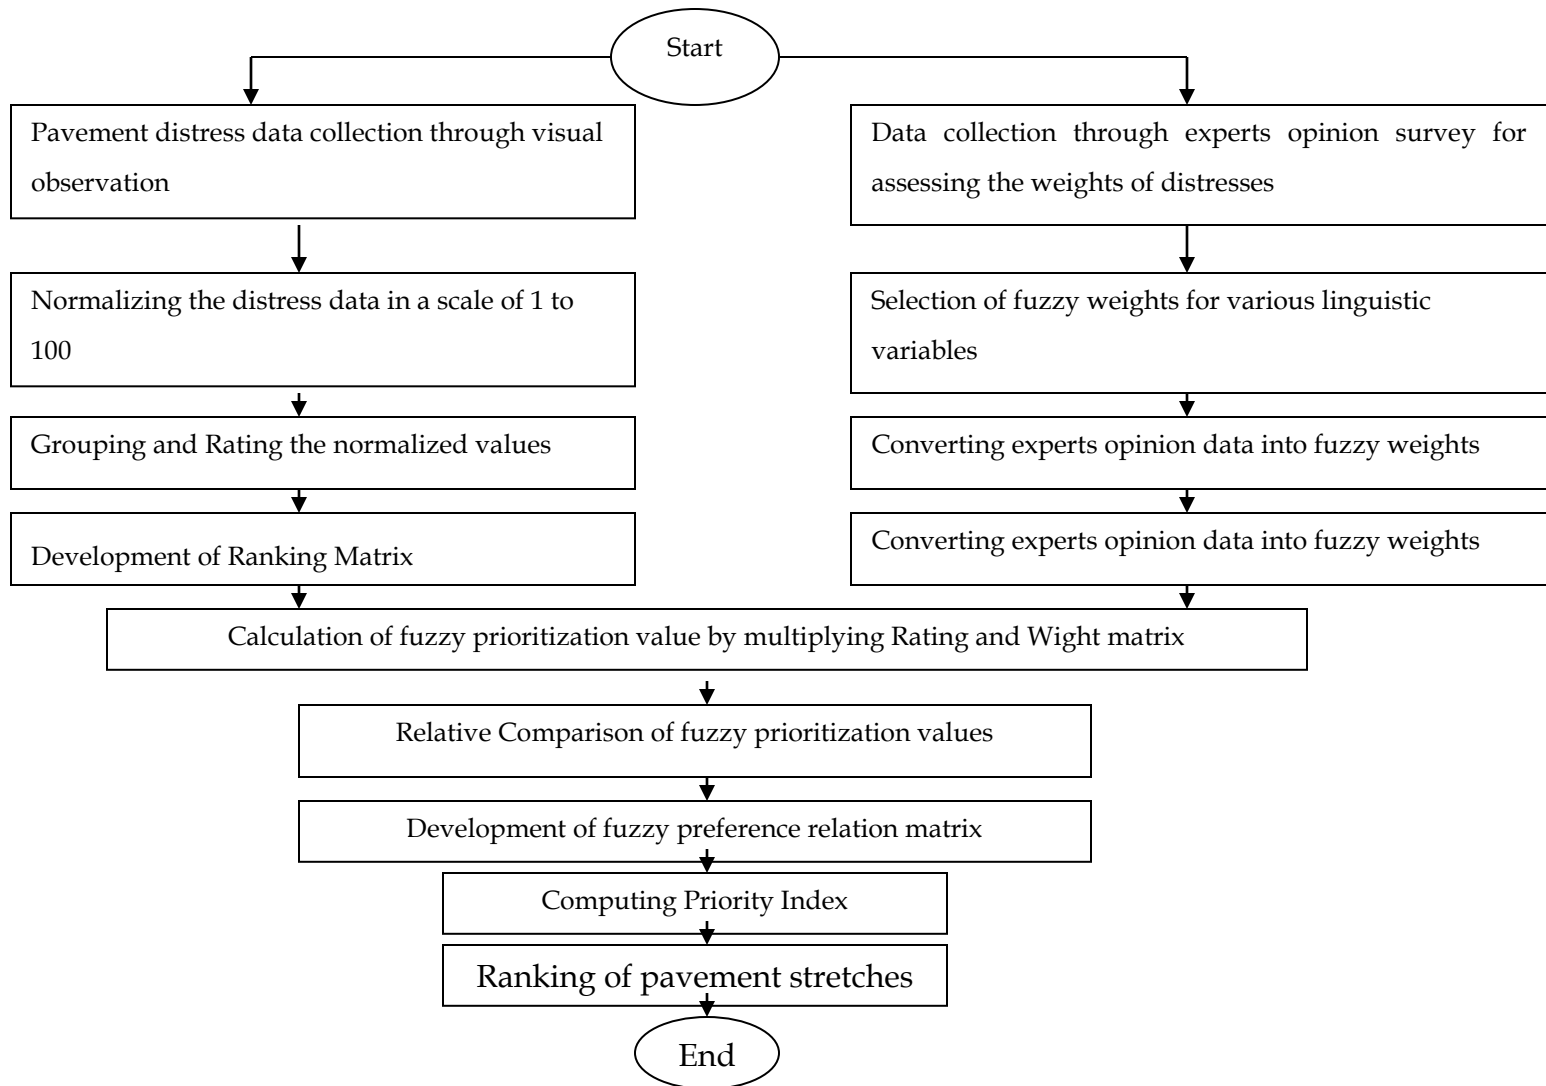 Start
Pavement distress data collection through visual
observation
Data collection through experts opinion survey for
assessing the weights of distresses
Normalizing the distress data in a scale of 1 to
100
Selection of fuzzy weights for various linguistic
variables
Grouping and Rating the normalized values
Converting experts opinion data into fuzzy weights
Development of Ranking Matrix
Converting experts opinion data into fuzzy weights
Calculation of fuzzy prioritization value by multiplying Rating and Wight matrix
Relative Comparison of fuzzy prioritization values
Development of fuzzy preference relation matrix
Computing Priority Index
Ranking of pavement stretches
End